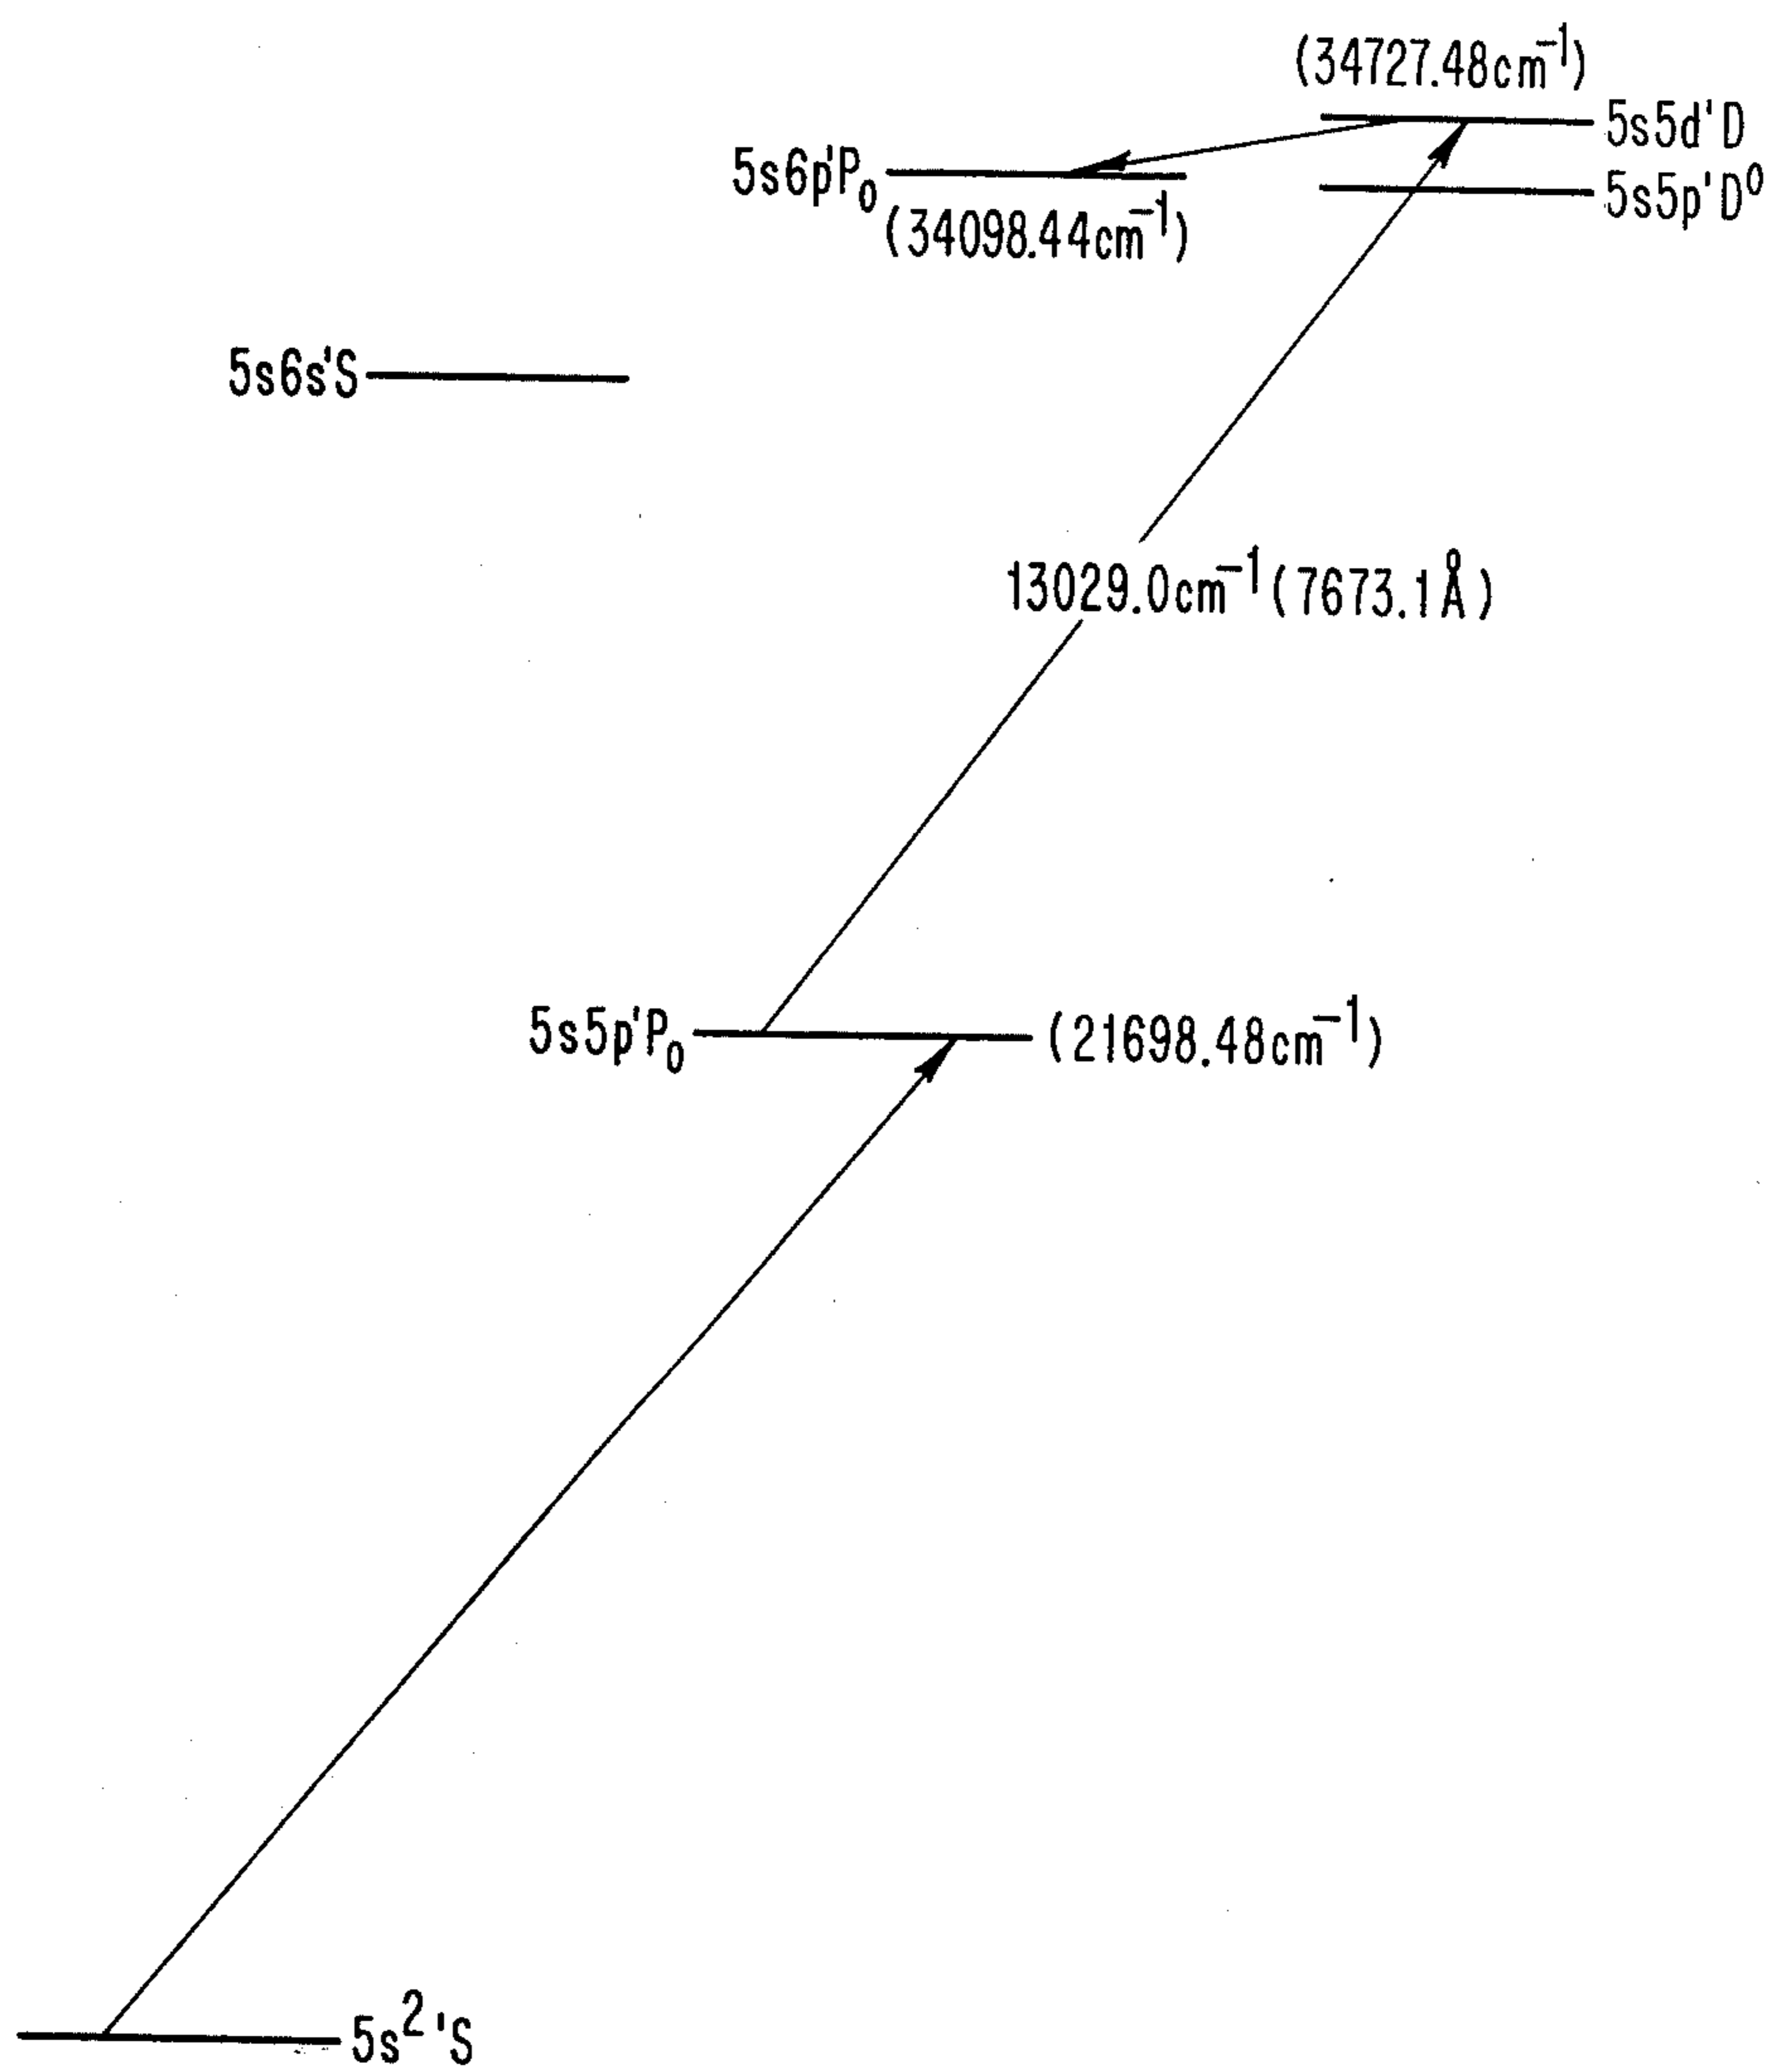 (34727.48cm⁻¹)
5s5d'D
5s6p'P₀
5s5p'D⁰
(34098.44cm⁻¹)
5s6s'S
13029.0cm⁻¹(7673.1Å)
5s5p'P₀
(21698.48cm⁻¹)
5s²'S